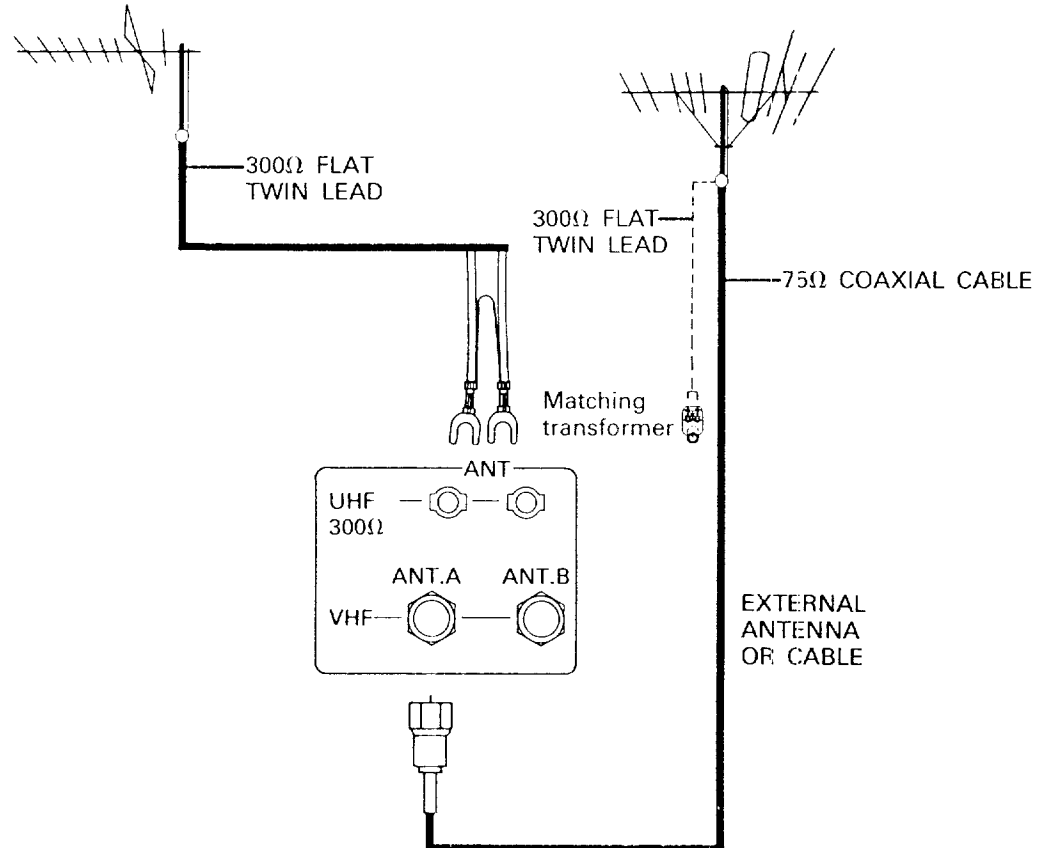 300Ω FLAT
TWIN LEAD
300Ω FLAT
TWIN LEAD
75Ω COAXIAL CABLE
Matching
transformer
ANT
UHF
300Ω
ANT.A ANT.B
VHF
EXTERNAL
ANTENNA
OR CABLE